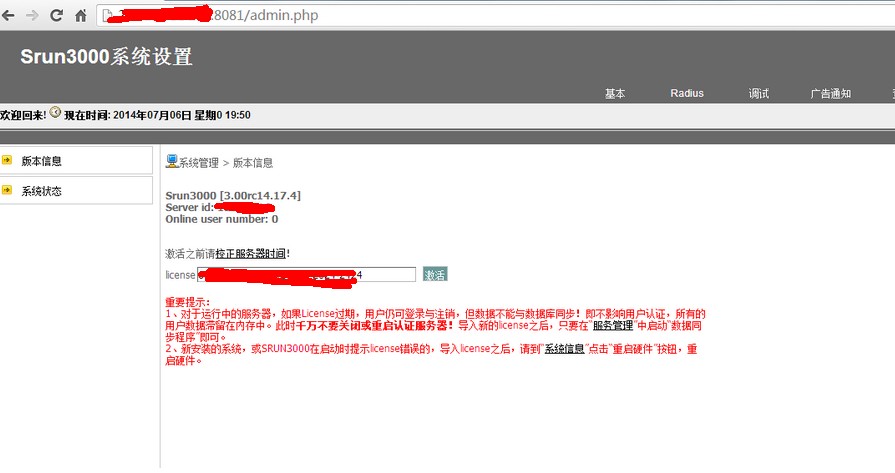 :8081/admin.php
Srun3000系统设置
基本 Radius 调试 广告通知
欢迎回来! 现在时间: 2014年07月06日 星期0 19:50
版本信息
系统状态
系统管理 > 版本信息
Srun3000 [3.00rc14.17.4]
Server id:
Online user number: 0
激活之前请校正服务器时间!
license 4 激活
重要提示:
1、对于运行中的服务器，如果License过期，用户仍可登录与注销，但数据不能与数据库同步！即不影响用户认证，所有的
用户数据滞留在内存中。此时千万不要关闭或重启认证服务器！导入新的license之后，只要在"服务管理"中启动"数据同
步程序"即可。
2、新安装的系统，或SRUN3000在启动时提示license错误的，导入license之后，请到"系统信息"点击"重启硬件"按钮，重
启硬件。